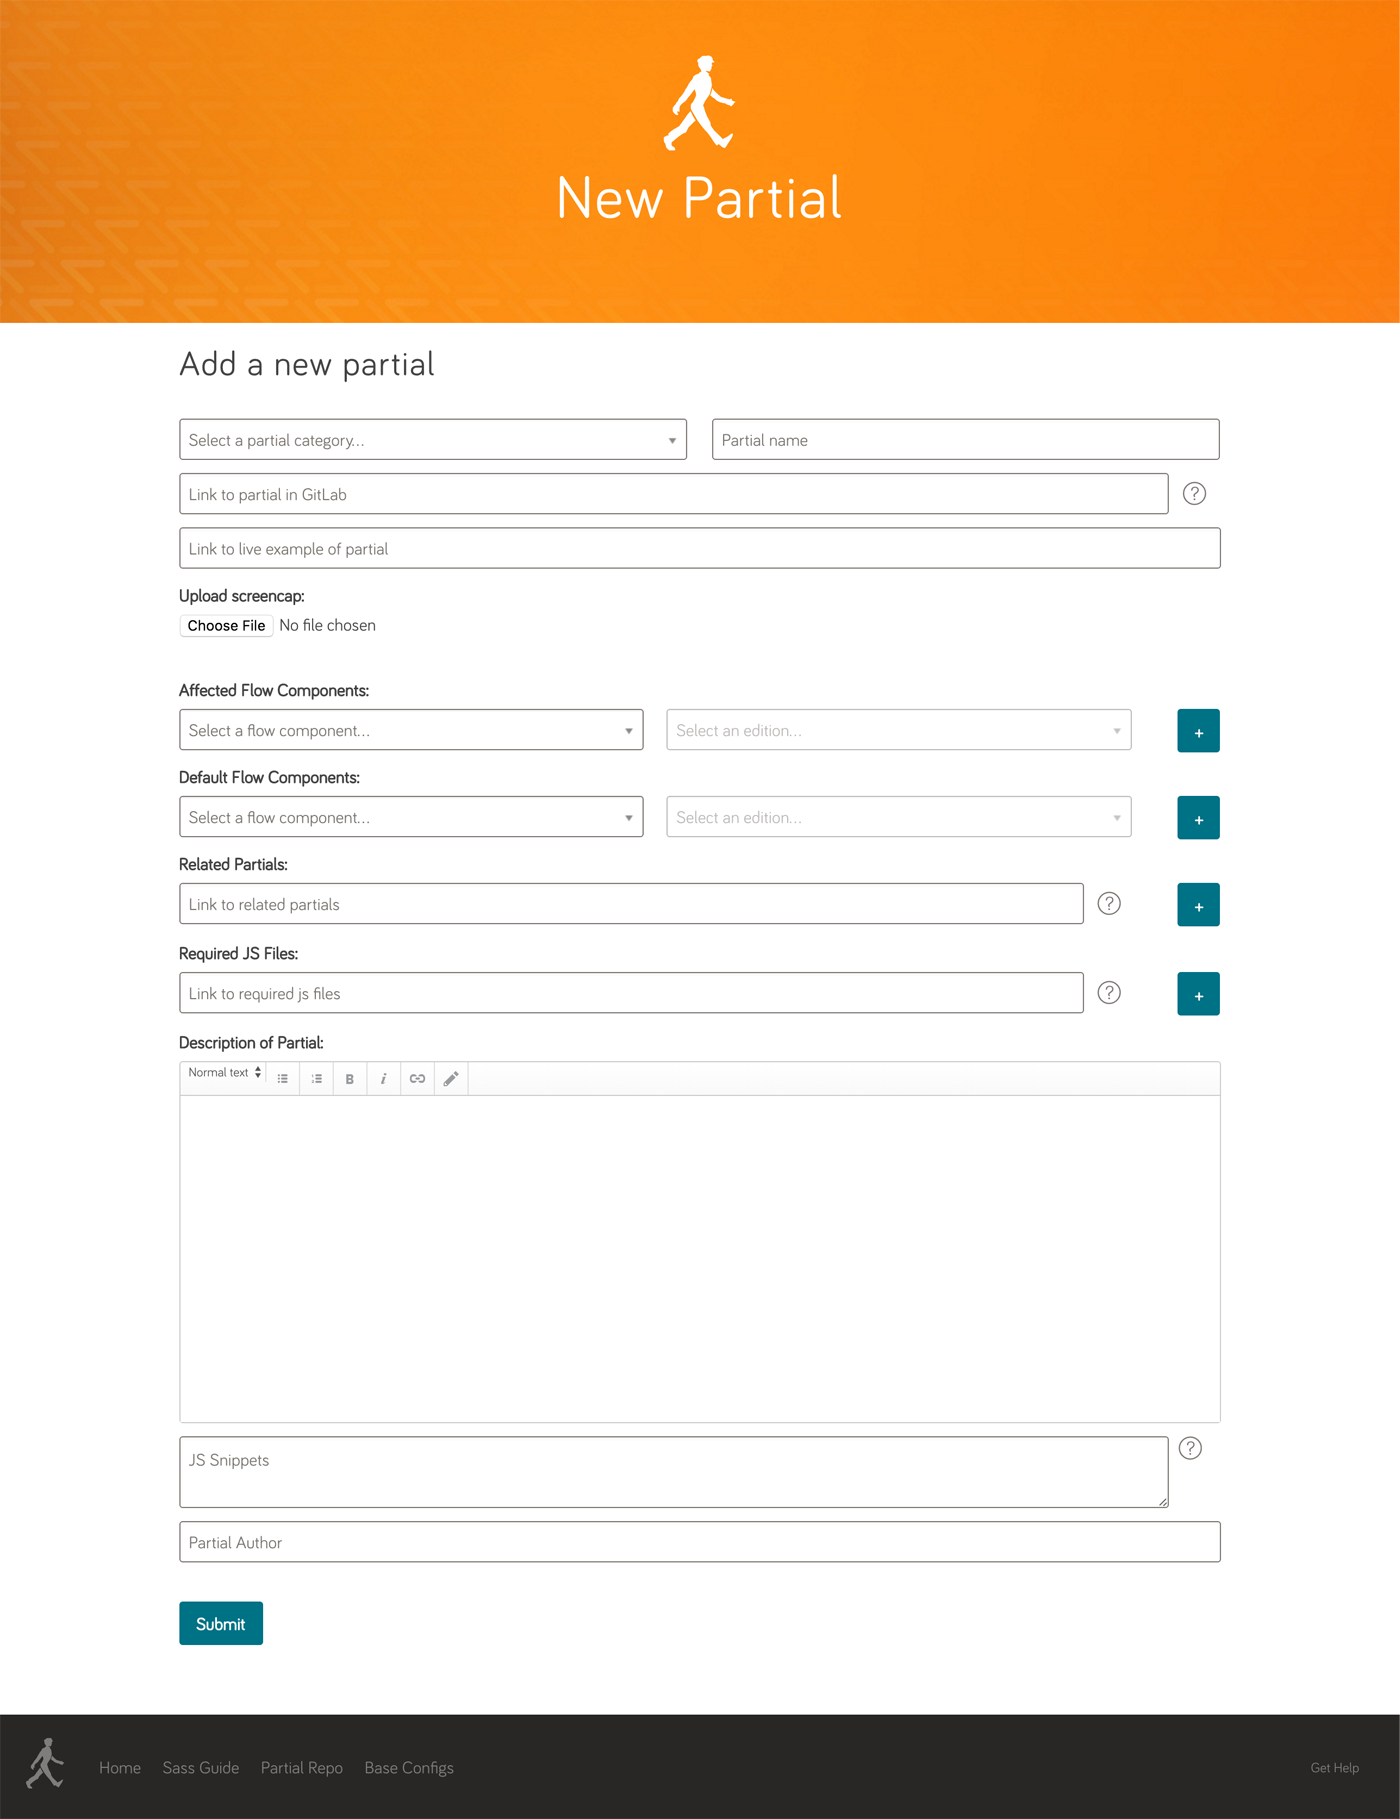 New Partial
Add a new partial
Select a partial category...
Partial name
Link to partial in GitLab
?
Link to live example of partial
Upload screencap:
Choose File No file chosen
Affected Flow Components:
Select a flow component...
Select an edition...
+
Default Flow Components:
Select a flow component...
Select an edition...
+
Related Partials:
Link to related partials
?
+
Required JS Files:
Link to required js files
?
+
Description of Partial:
Normal text B i
JS Snippets
?
Partial Author
Submit
Home Sass Guide Partial Repo Base Configs Get Help